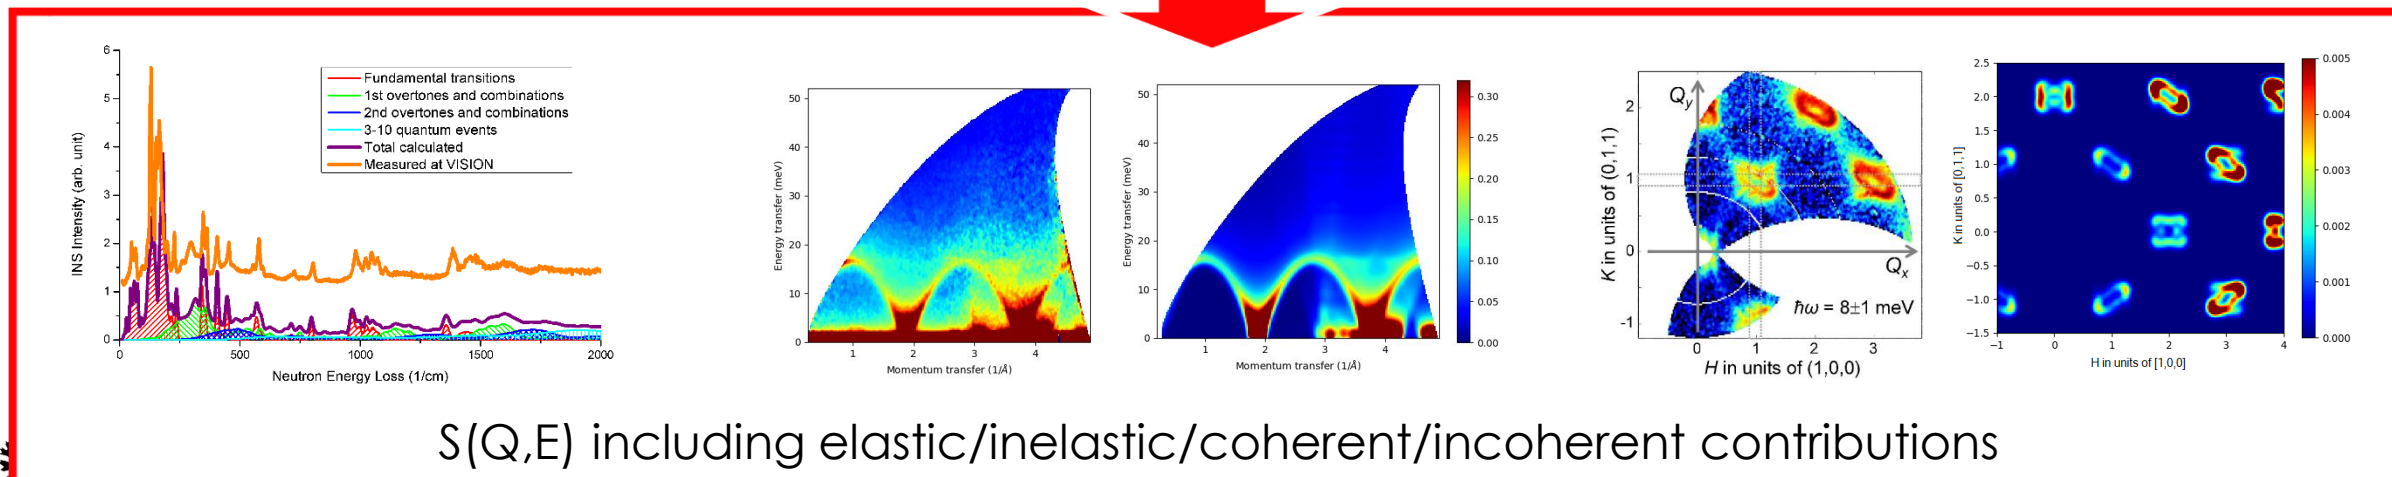 6
5
4
3
2
1
0
INS Intensity (arb. unit)
Fundamental transitions
1st overtones and combinations
2nd overtones and combinations
3-10 quantum events
Total calculated
Measured at VISION
0 500 1000 1500 2000
Neutron Energy Loss (1/cm)
50
40
30
20
10
0
Energy transfer (meV)
1 2 3 4
Momentum transfer (1/Å)
50
40
30
20
10
0
Energy transfer (meV)
1 2 3 4
Momentum transfer (1/Å)
0.30
0.25
0.20
0.15
0.10
0.05
0.00
2
1
0
-1
K in units of (0,1,1)
Qy
Qx
ħω = 8±1 meV
0 1 2 3
H in units of (1,0,0)
2.5
2.0
1.5
1.0
0.5
0.0
−0.5
−1.0
−1.5
K in units of [0,1,1]
−1 0 1 2 3 4
H in units of [1,0,0]
0.005
0.004
0.003
0.002
0.001
0.000
S(Q,E) including elastic/inelastic/coherent/incoherent contributions